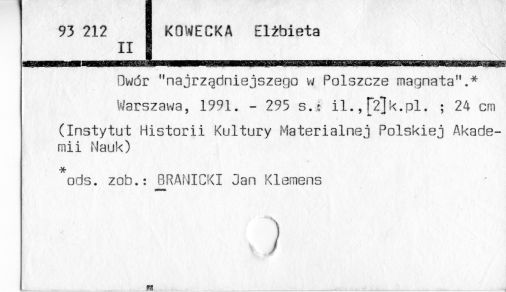 93 212
II
KOWECKA Elżbieta
Dwór "najrządniejszego w Polszcze magnata".*
Warszawa, 1991. - 295 s.: il.,[2]k.pl. ; 24 cm
(Instytut Historii Kultury Materialnej Polskiej Akade-
mii Nauk)
*ods. zob.: BRANICKI Jan Klemens